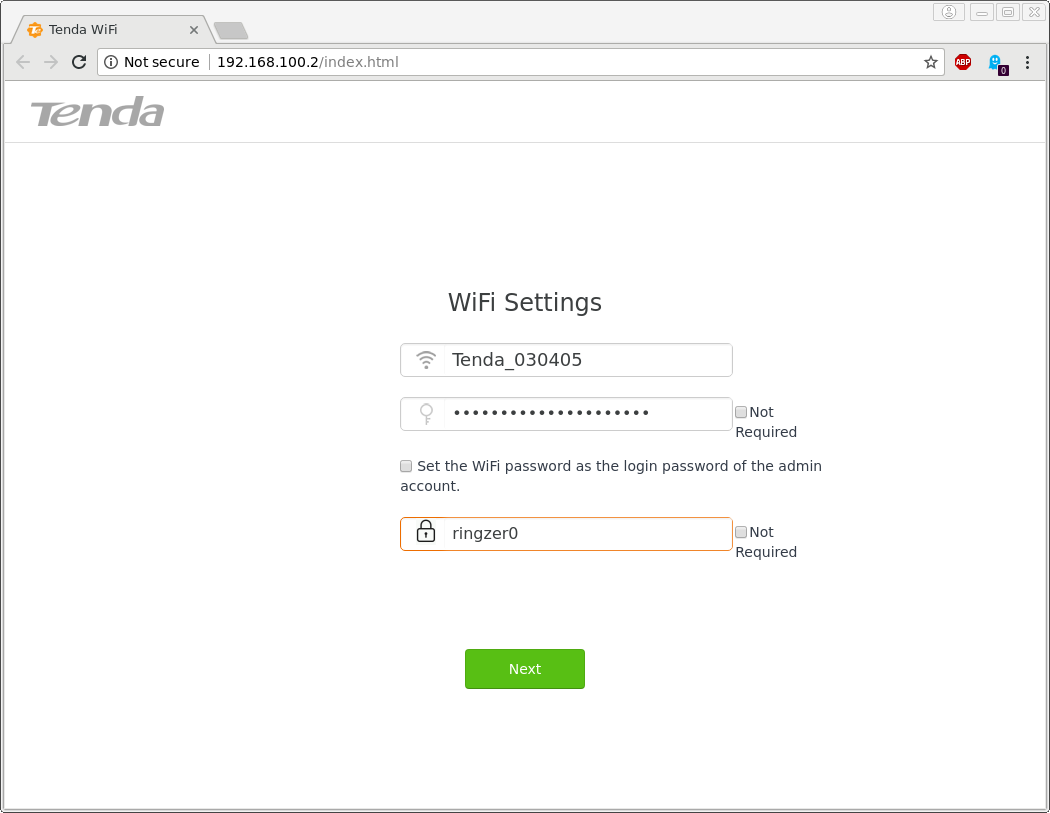 Tenda WiFi
Not secure 192.168.100.2/index.html
ABP
0
Tenda
WiFi Settings
Tenda_030405
••••••••••••••••••••• Not
Required
Set the WiFi password as the login password of the admin
account.
ringzer0 Not
Required
Next